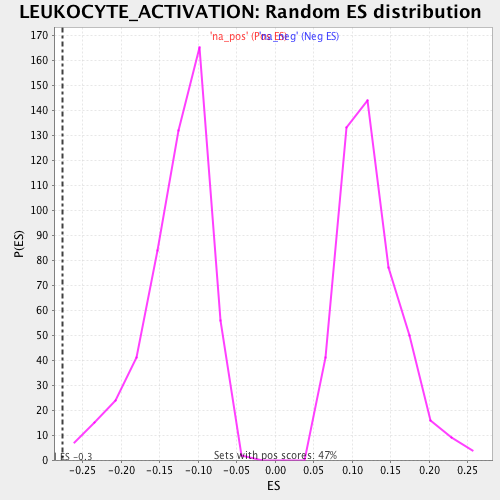 LEUKOCYTE_ACTIVATION: Random ES distribution
'na_pos' (Pos ES) 'na_neg' (Neg ES)
170
160
150
140
130
120
110
100
90
80
70
60
50
40
30
20
10
0
P(ES)
ES -0.3
Sets with pos scores: 47%
-0.25 -0.20 -0.15 -0.10 -0.05 0.00 0.05 0.10 0.15 0.20 0.25
ES